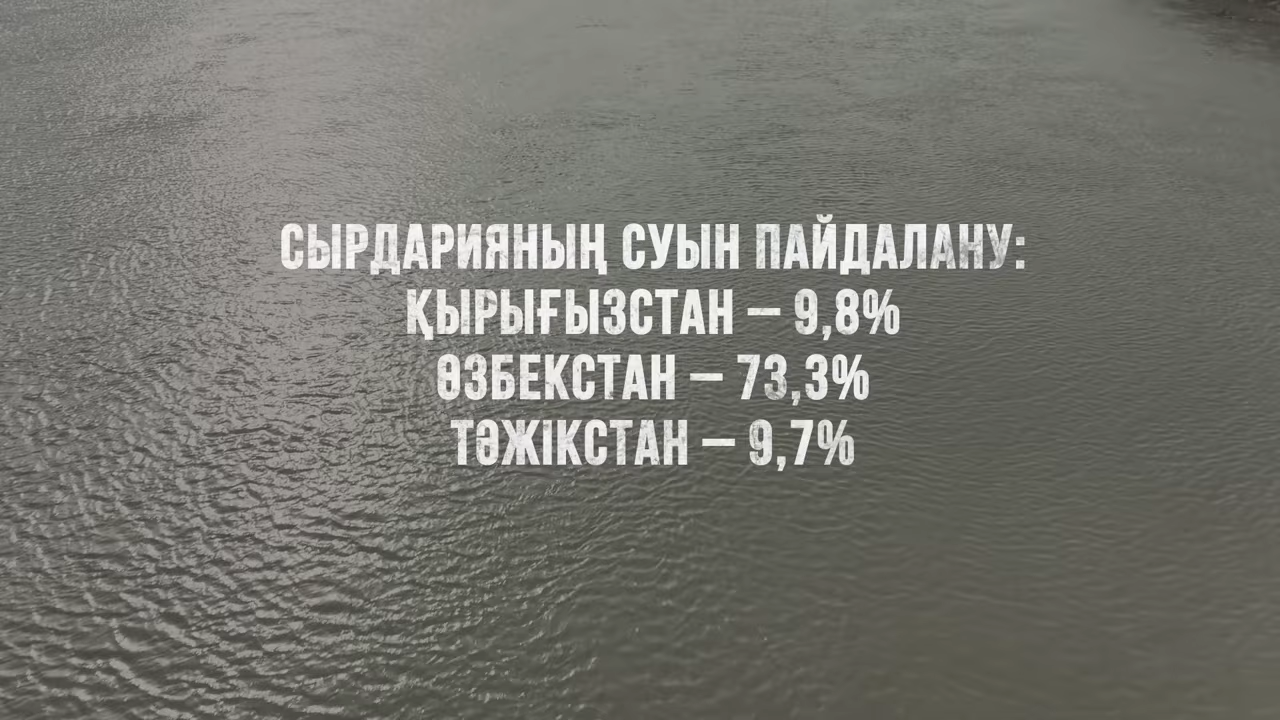 СЫРДАРИЯНЫҢ СУЫН ПАЙДАЛАНУ:
ҚЫРЫҒЫЗСТАН – 9,8%
ӨЗБЕКСТАН – 73,3%
ТӘЖІКСТАН – 9,7%